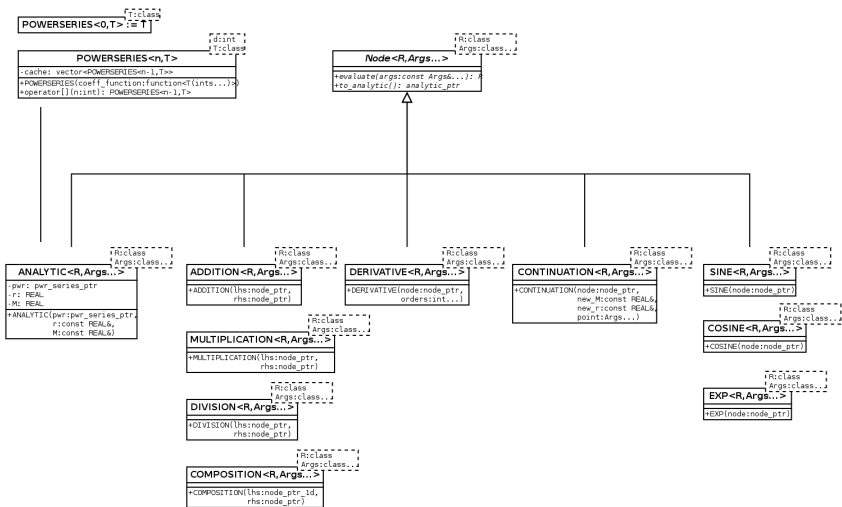 T:class
POWERSERIES<0,T> := T
d:int
T:class
POWERSERIES<n,T>
-cache: vector<POWERSERIES<n-1,T>>
+POWERSERIES(coeff_function:function<T(ints...)>)
+operator[](n:int): POWERSERIES<n-1,T>
R:class
Args:class...
Node<R,Args...>
+evaluate(args:const Args&...): R
+to_analytic(): analytic_ptr
R:class
Args:class...
ANALYTIC<R,Args...>
-pwr: pwr_series_ptr
-r: REAL
-M: REAL
+ANALYTIC(pwr:pwr_series_ptr,
r:const REAL&,
M:const REAL&)
R:class
Args:class...
ADDITION<R,Args...>
+ADDITION(lhs:node_ptr,
rhs:node_ptr)
R:class
Args:class...
MULTIPLICATION<R,Args...>
+MULTIPLICATION(lhs:node_ptr,
rhs:node_ptr)
R:class
Args:class...
DIVISION<R,Args...>
+DIVISION(lhs:node_ptr,
rhs:node_ptr)
R:class
Args:class...
COMPOSITION<R,Args...>
+COMPOSITION(lhs:node_ptr_1d,
rhs:node_ptr)
R:class
Args:class...
DERIVATIVE<R,Args...>
+DERIVATIVE(node:node_ptr,
orders:int...)
R:class
Args:class...
CONTINUATION<R,Args...>
+CONTINUATION(node:node_ptr,
new_M:const REAL&,
new_r:const REAL&,
point:Args...)
R:class
Args:class...
SINE<R,Args...>
+SINE(node:node_ptr)
R:class
Args:class...
COSINE<R,Args...>
+COSINE(node:node_ptr)
R:class
Args:class...
EXP<R,Args...>
+EXP(node:node_ptr)